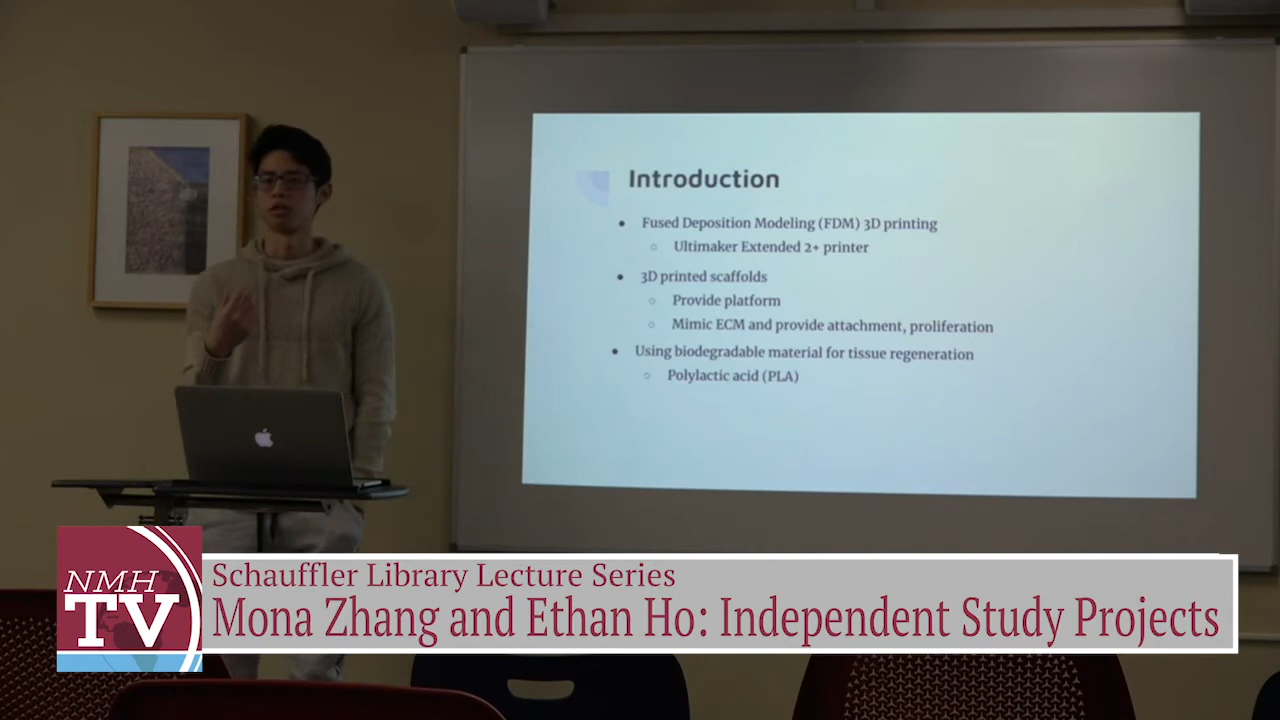 Introduction
● Fused Deposition Modeling (FDM) 3D printing
○ Ultimaker Extended 2+ printer
● 3D printed scaffolds
○ Provide platform
○ Mimic ECM and provide attachment, proliferation
● Using biodegradable material for tissue regeneration
○ Polylactic acid (PLA)
NMH
TV
Schauffler Library Lecture Series
Mona Zhang and Ethan Ho: Independent Study Projects